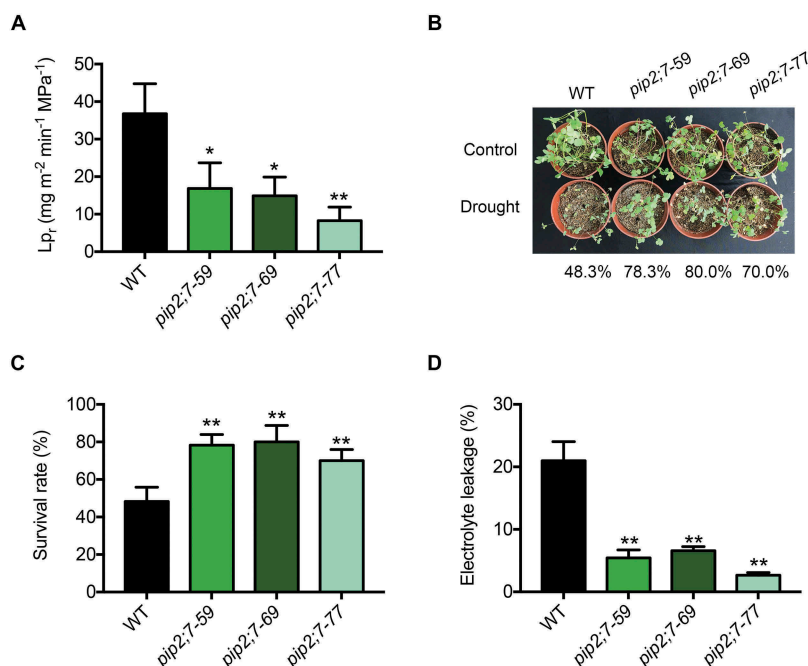 A
Lpr (mg m-2 min-1 MPa-1)
50
40
30
20
10
0
*
*
**
WT
pip2;7-59
pip2;7-69
pip2;7-77
B
WT
pip2;7-59
pip2;7-69
pip2;7-77
Control
Drought
48.3% 78.3% 80.0% 70.0%
C
Survival rate (%)
100
80
60
40
20
0
**
**
**
WT
pip2;7-59
pip2;7-69
pip2;7-77
D
Electrolyte leakage (%)
30
20
10
0
**
**
**
WT
pip2;7-59
pip2;7-69
pip2;7-77